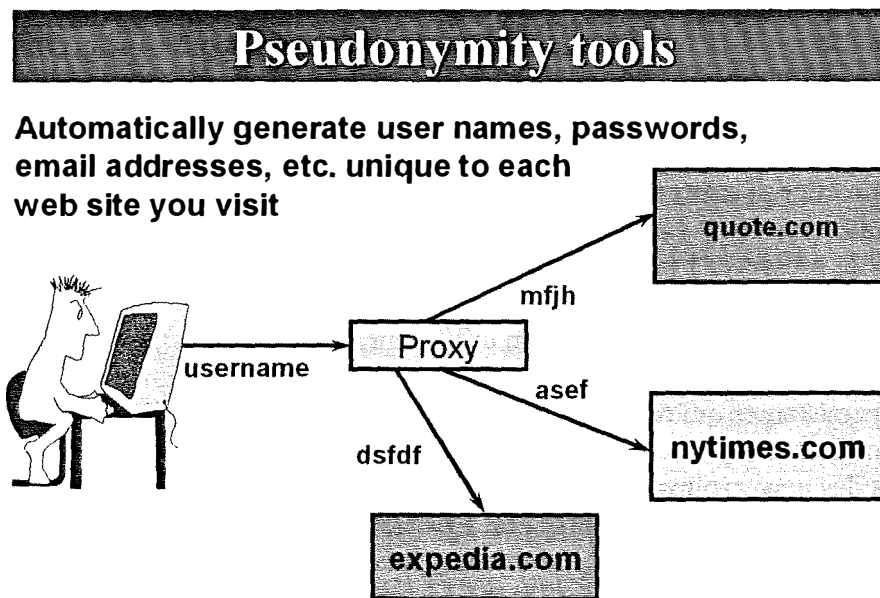 Pseudonymity tools
Automatically generate user names, passwords,
email addresses, etc. unique to each
web site you visit
quote.com
mfjh
Proxy
username
asef
nytimes.com
dsfdf
expedia.com